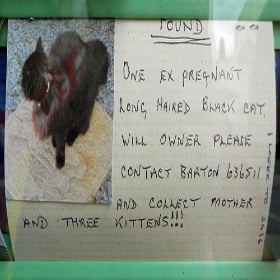 FOUND
ONE EX PREGNANT
LONG HAIRED BLACK CAT.
WILL OWNER PLEASE
CONTACT BARTON 636511
AND COLLECT MOTHER
AND THREE KITTENS!!!